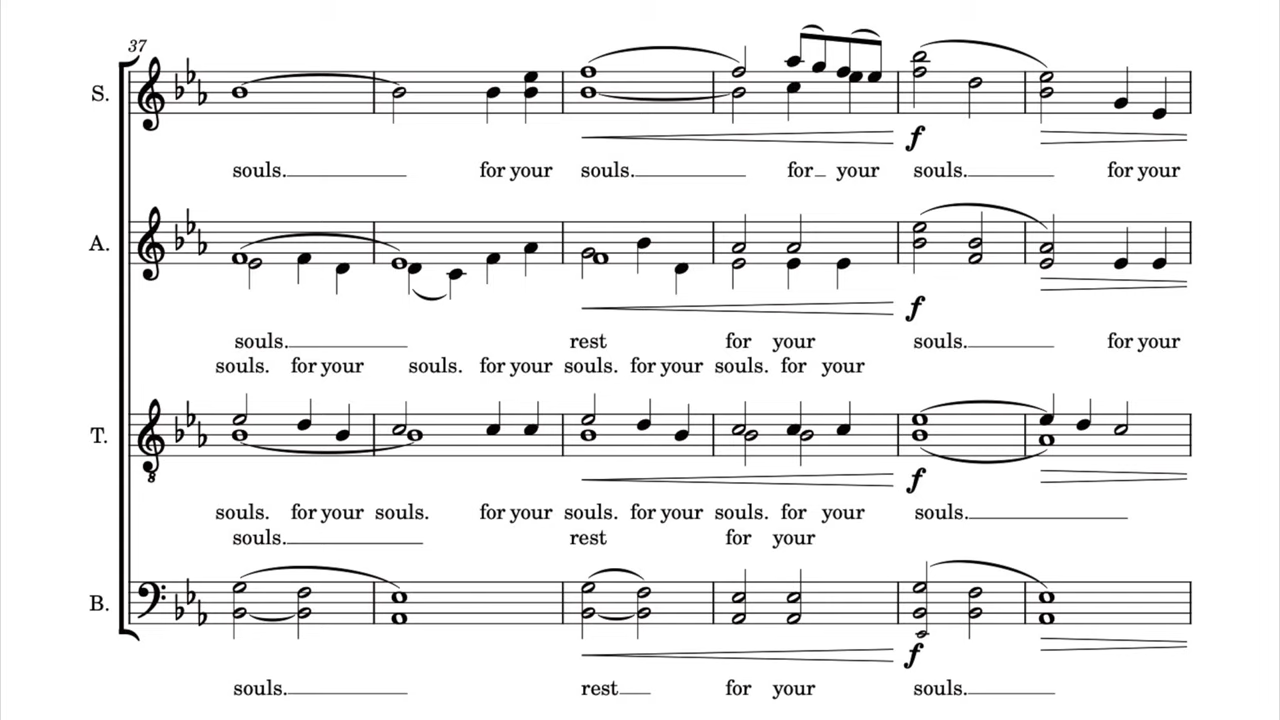 37
S.
souls. for your souls. for your souls. for your
f
A.
f
souls. rest for your souls. for your
souls. for your souls. for your souls. for your souls. for your
T.
8
f
souls. for your souls. for your souls. for your souls. for your souls.
souls. rest for your
B.
f
souls. rest for your souls.